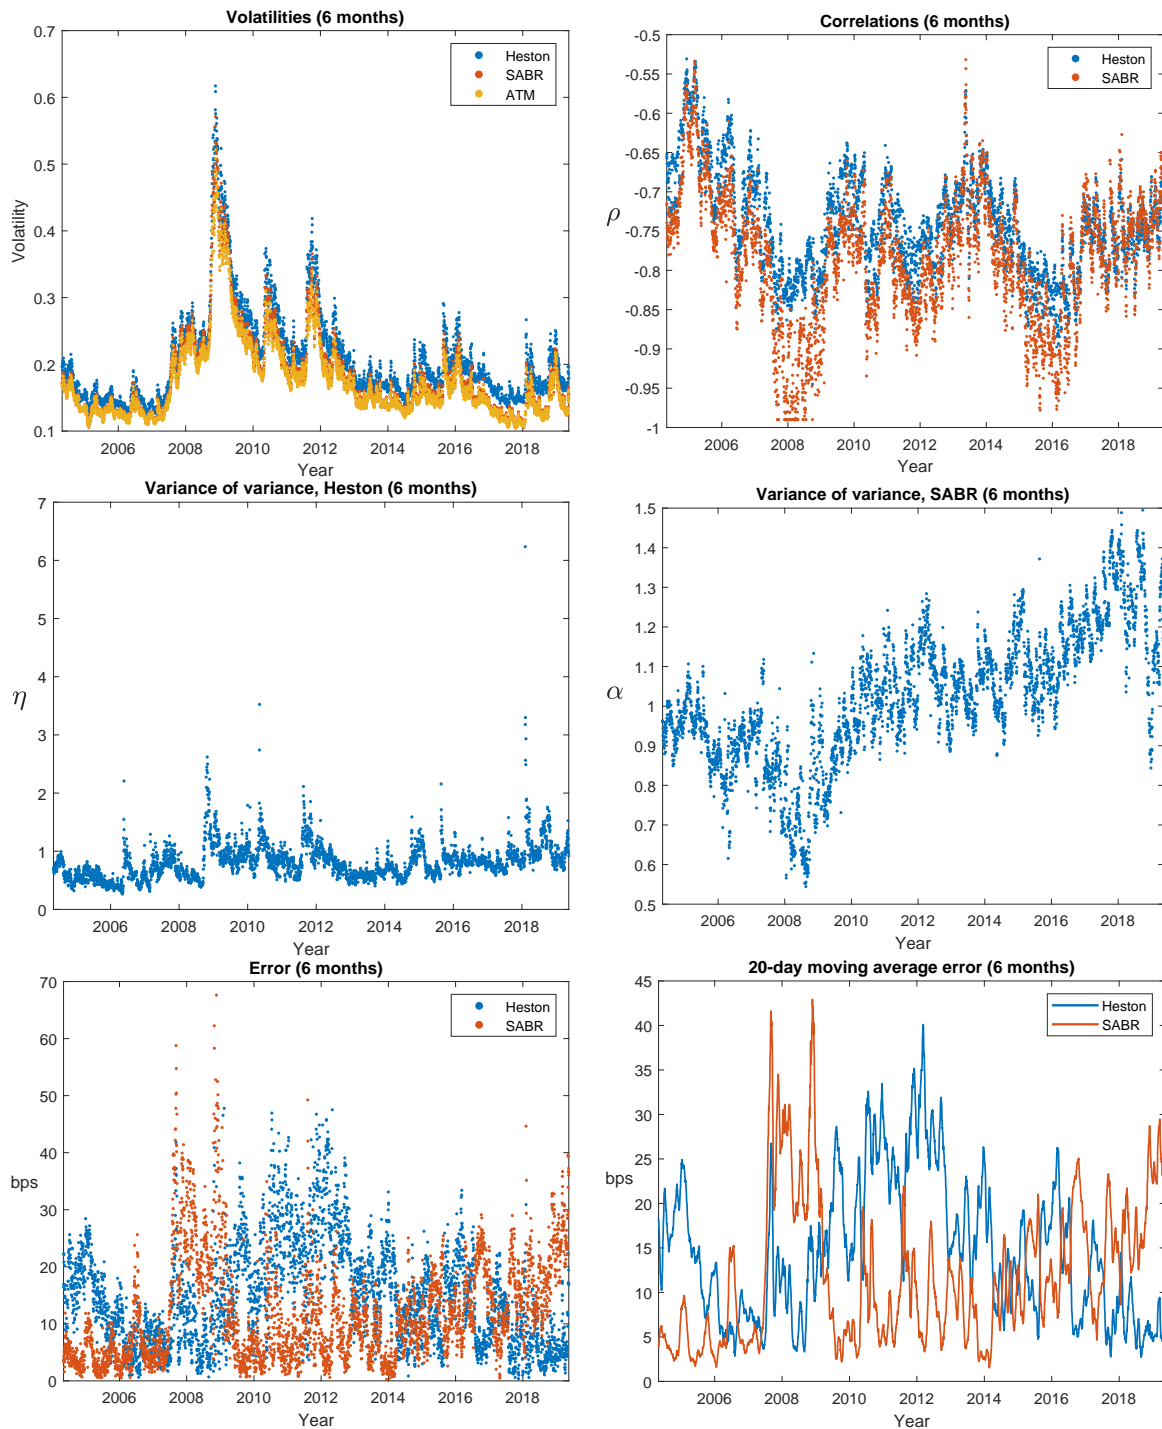 Volatilities (6 months)
0.7
0.6
0.5
0.4
0.3
0.2
0.1
Volatility
Heston
SABR
ATM
2006 2008 2010 2012 2014 2016 2018
Year
Correlations (6 months)
-0.5
-0.55
-0.6
-0.65
-0.7
-0.75
-0.8
-0.85
-0.9
-0.95
-1
ρ
Heston
SABR
2006 2008 2010 2012 2014 2016 2018
Year
Variance of variance, Heston (6 months)
7
6
5
4
3
2
1
0
η
2006 2008 2010 2012 2014 2016 2018
Year
Variance of variance, SABR (6 months)
1.5
1.4
1.3
1.2
1.1
1
0.9
0.8
0.7
0.6
0.5
α
2006 2008 2010 2012 2014 2016 2018
Year
Error (6 months)
70
60
50
40
30
20
10
0
bps
Heston
SABR
2006 2008 2010 2012 2014 2016 2018
Year
20-day moving average error (6 months)
45
40
35
30
25
20
15
10
5
0
bps
Heston
SABR
2006 2008 2010 2012 2014 2016 2018
Year